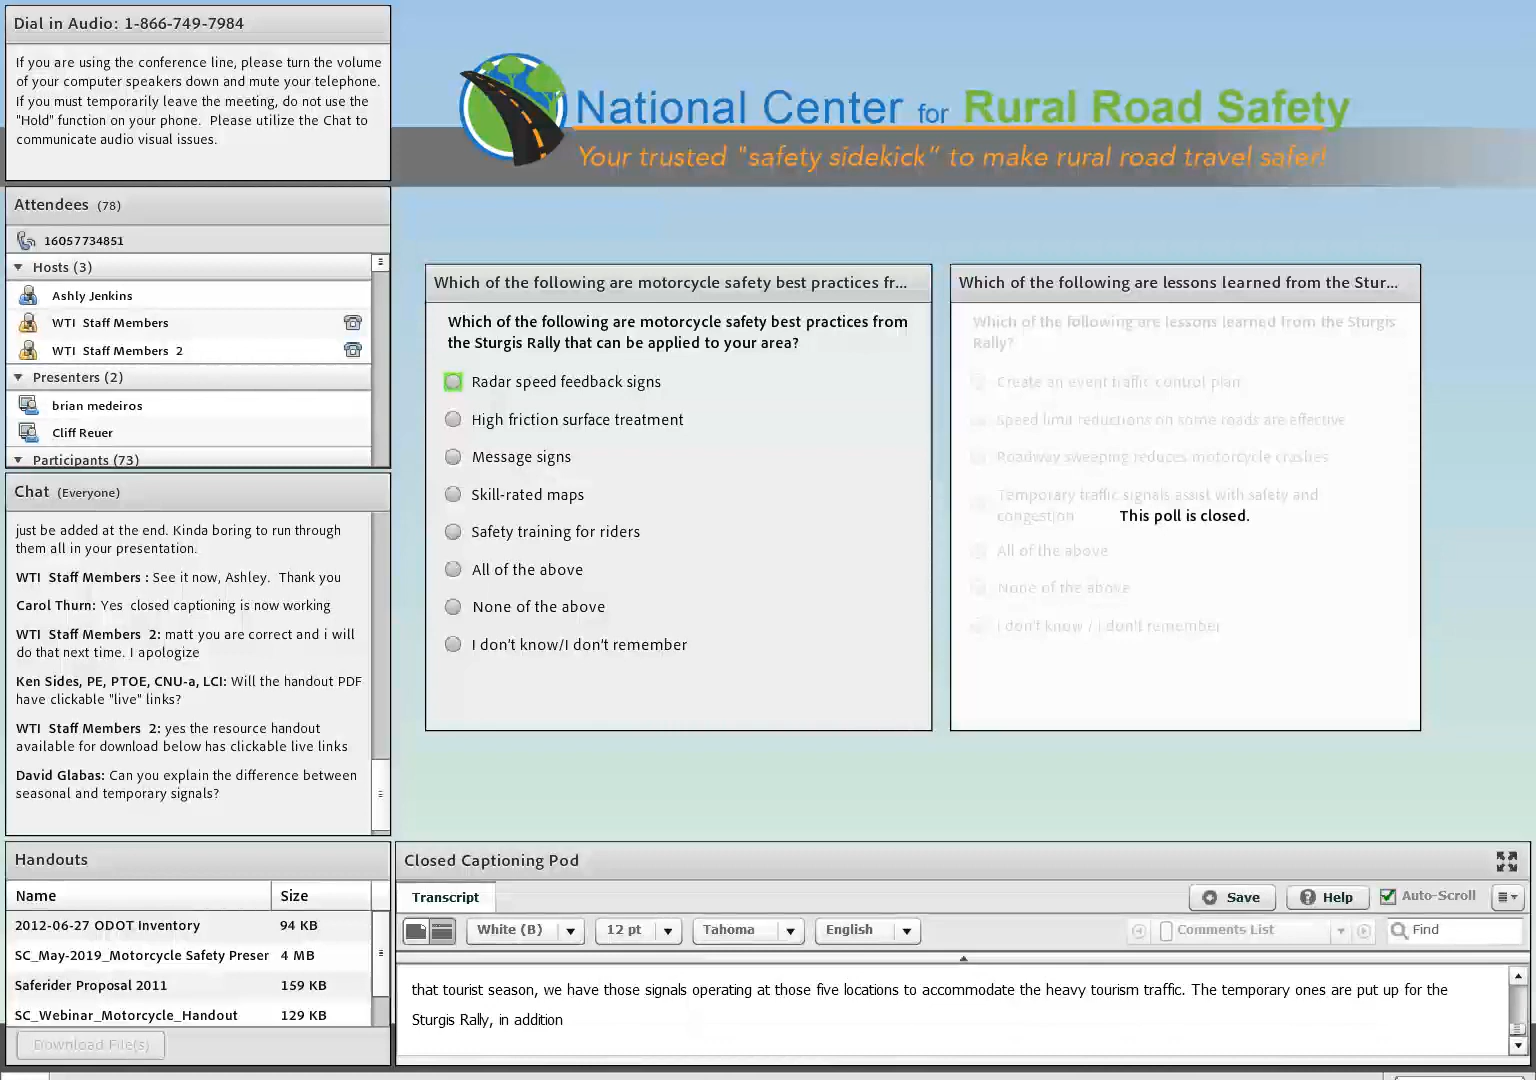 Dial in Audio: 1-866-749-7984
If you are using the conference line, please turn the volume
of your computer speakers down and mute your telephone.
If you must temporarily leave the meeting, do not use the
"Hold" function on your phone.  Please utilize the Chat to
communicate audio visual issues.
National Center for Rural Road Safety
Your trusted "safety sidekick" to make rural road travel safer!
Attendees (78)
16057734851
Hosts (3)
Ashly Jenkins
WTI Staff Members
WTI Staff Members 2
Presenters (2)
brian medeiros
Cliff Reuer
Participants (73)
Chat (Everyone)
just be added at the end. Kinda boring to run through
them all in your presentation.
WTI Staff Members : See it now, Ashley. Thank you
Carol Thurn: Yes closed captioning is now working
WTI Staff Members 2: matt you are correct and i will
do that next time. I apologize
Ken Sides, PE, PTOE, CNU-a, LCI: Will the handout PDF
have clickable "live" links?
WTI Staff Members 2: yes the resource handout
available for download below has clickable live links
David Glabas: Can you explain the difference between
seasonal and temporary signals?
Which of the following are motorcycle safety best practices fr...
Which of the following are motorcycle safety best practices from
the Sturgis Rally that can be applied to your area?
Radar speed feedback signs
High friction surface treatment
Message signs
Skill-rated maps
Safety training for riders
All of the above
None of the above
I don't know/I don't remember
Which of the following are lessons learned from the Stur...
Which of the following are lessons learned from the Sturgis
Rally?
Create an event traffic control plan
Speed limit reductions on some roads are effective
Roadway sweeping reduces motorcycle crashes
Temporary traffic signals assist with safety and
congestion
This poll is closed.
All of the above
None of the above
I don't know / I don't remember
Handouts
Name Size
2012-06-27 ODOT Inventory 94 KB
SC_May-2019_Motorcycle Safety Preser 4 MB
Saferider Proposal 2011 159 KB
SC_Webinar_Motorcycle_Handout 129 KB
Download File(s)
Closed Captioning Pod
Transcript Save Help Auto-Scroll
White (B) 12 pt Tahoma English Comments List Find
that tourist season, we have those signals operating at those five locations to accommodate the heavy tourism traffic. The temporary ones are put up for the
Sturgis Rally, in addition